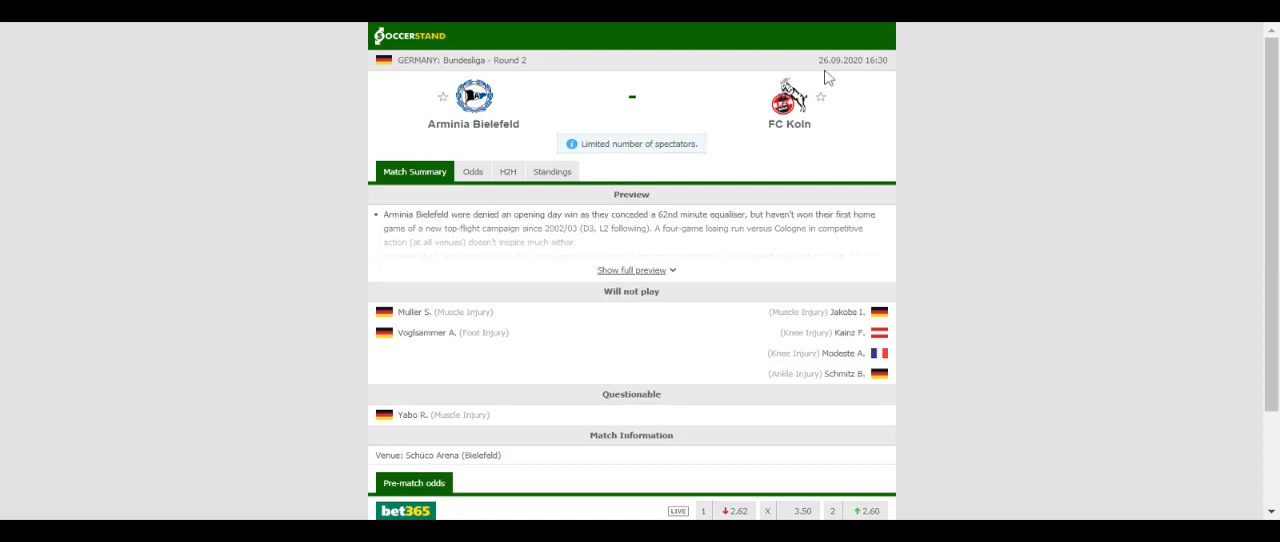 SOCCERSTAND
GERMANY: Bundesliga - Round 2 26.09.2020 16:30
Arminia Bielefeld - FC Koln
Limited number of spectators.
Match Summary Odds H2H Standings
Preview
Arminia Bielefeld were denied an opening day win as they conceded a 62nd minute equaliser, but haven't won their first home
game of a new top-flight campaign since 2002/03 (D3, L2 following). A four-game losing run versus Cologne in competitive
action (at all venues) doesn't inspire much either.
Show full preview
Will not play
Muller S. (Muscle Injury) (Muscle Injury) Jakobs I.
Voglsammer A. (Foot Injury) (Knee Injury) Kainz F.
(Knee Injury) Modeste A.
(Ankle Injury) Schmitz B.
Questionable
Yabo R. (Muscle Injury)
Match Information
Venue: Schüco Arena (Bielefeld)
Pre-match odds
bet365 LIVE 1 2.62 X 3.50 2 2.60